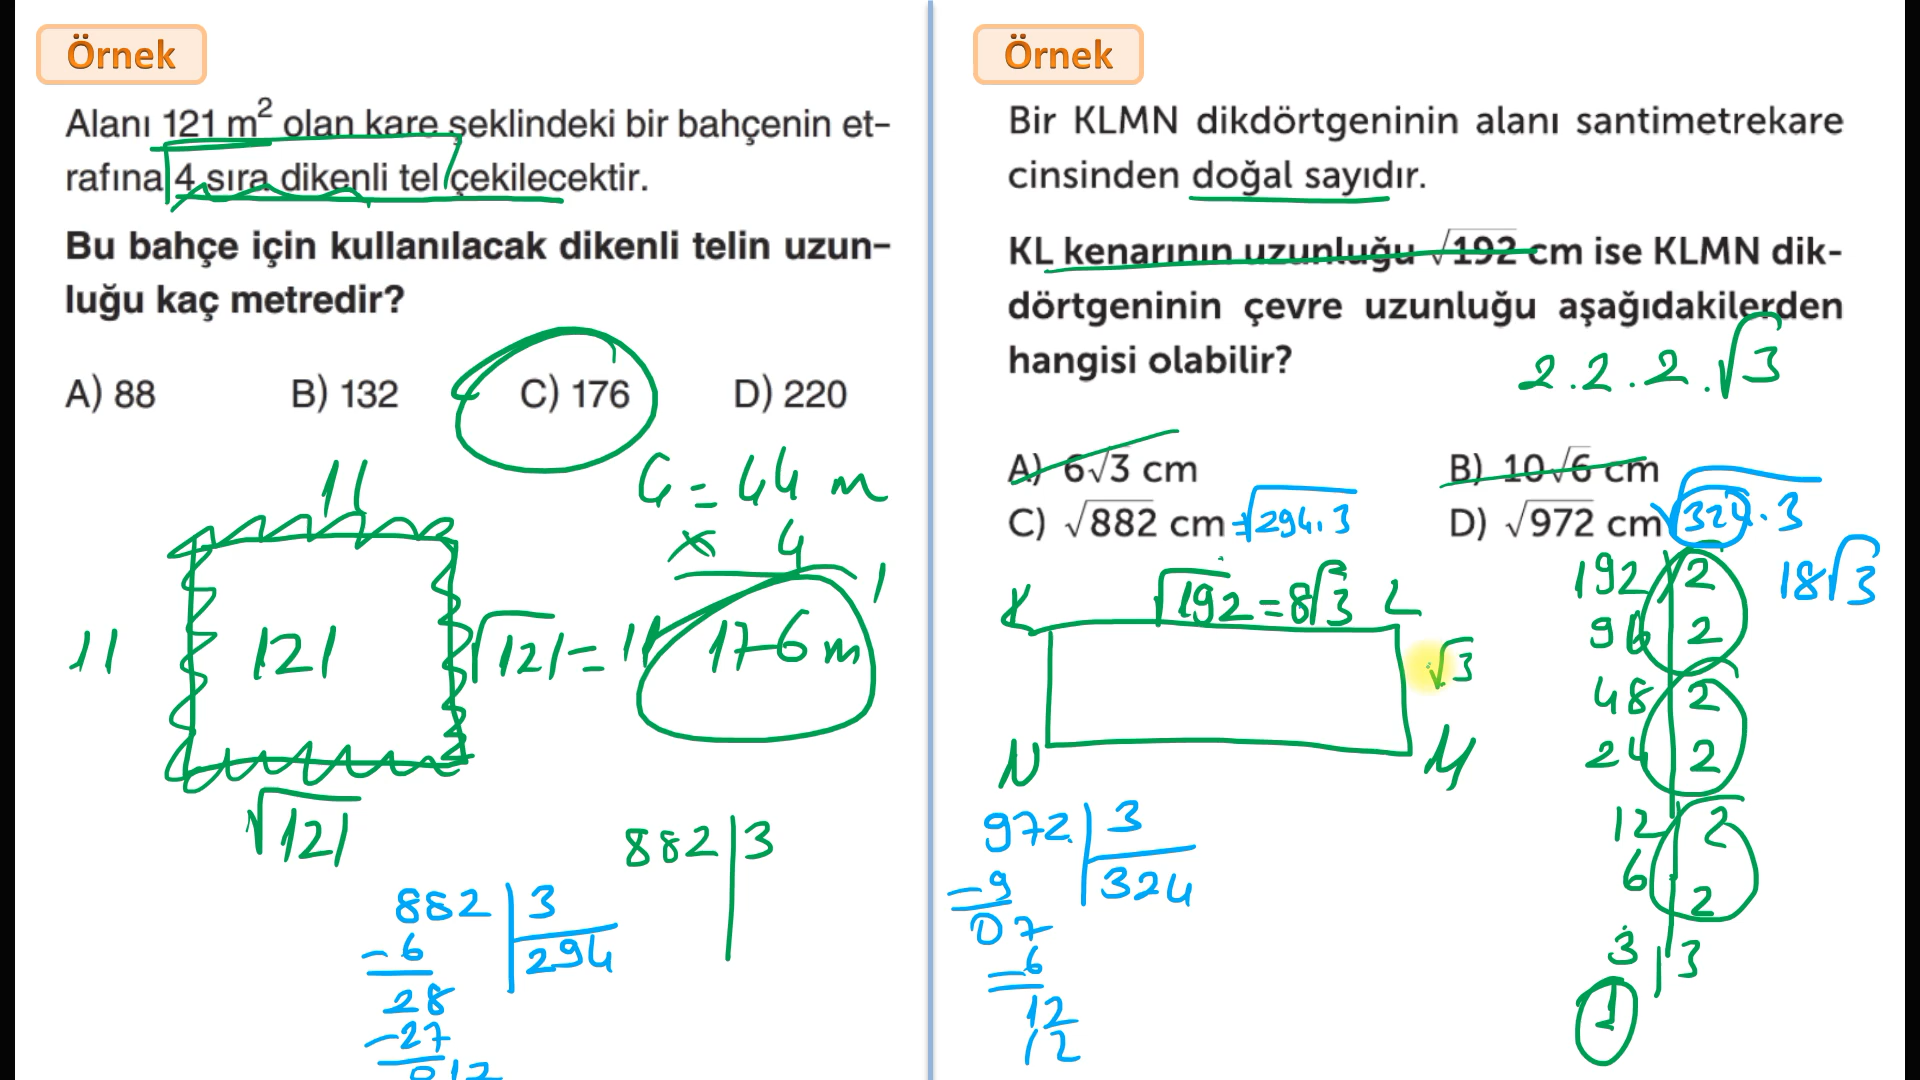 Örnek
Alanı 121 m² olan kare şeklindeki bir bahçenin et-
rafına 4 sıra dikenli tel çekilecektir.
Bu bahçe için kullanılacak dikenli telin uzun-
luğu kaç metredir?
A) 88 B) 132 C) 176 D) 220
11
Ç = 44 m
x 4
11 121 √121 = 11 176 m
√121
882 | 3
882 | 3
- 6 294
28
- 27
012
Örnek
Bir KLMN dikdörtgeninin alanı santimetrekare
cinsinden doğal sayıdır.
KL kenarının uzunluğu √192 cm ise KLMN dik-
dörtgeninin çevre uzunluğu aşağıdakilerden
hangisi olabilir?
2.2.2.√3
A) 6√3 cm B) 10√6 cm
C) √882 cm = √294.3 D) √972 cm √324.3
18√3
K √192 = 8√3 L
√3
N M
972 | 3
- 9 324
07
- 6
12
12
192 | 2
96 | 2
48 | 2
24 | 2
12 | 2
6 | 2
3 | 3
1